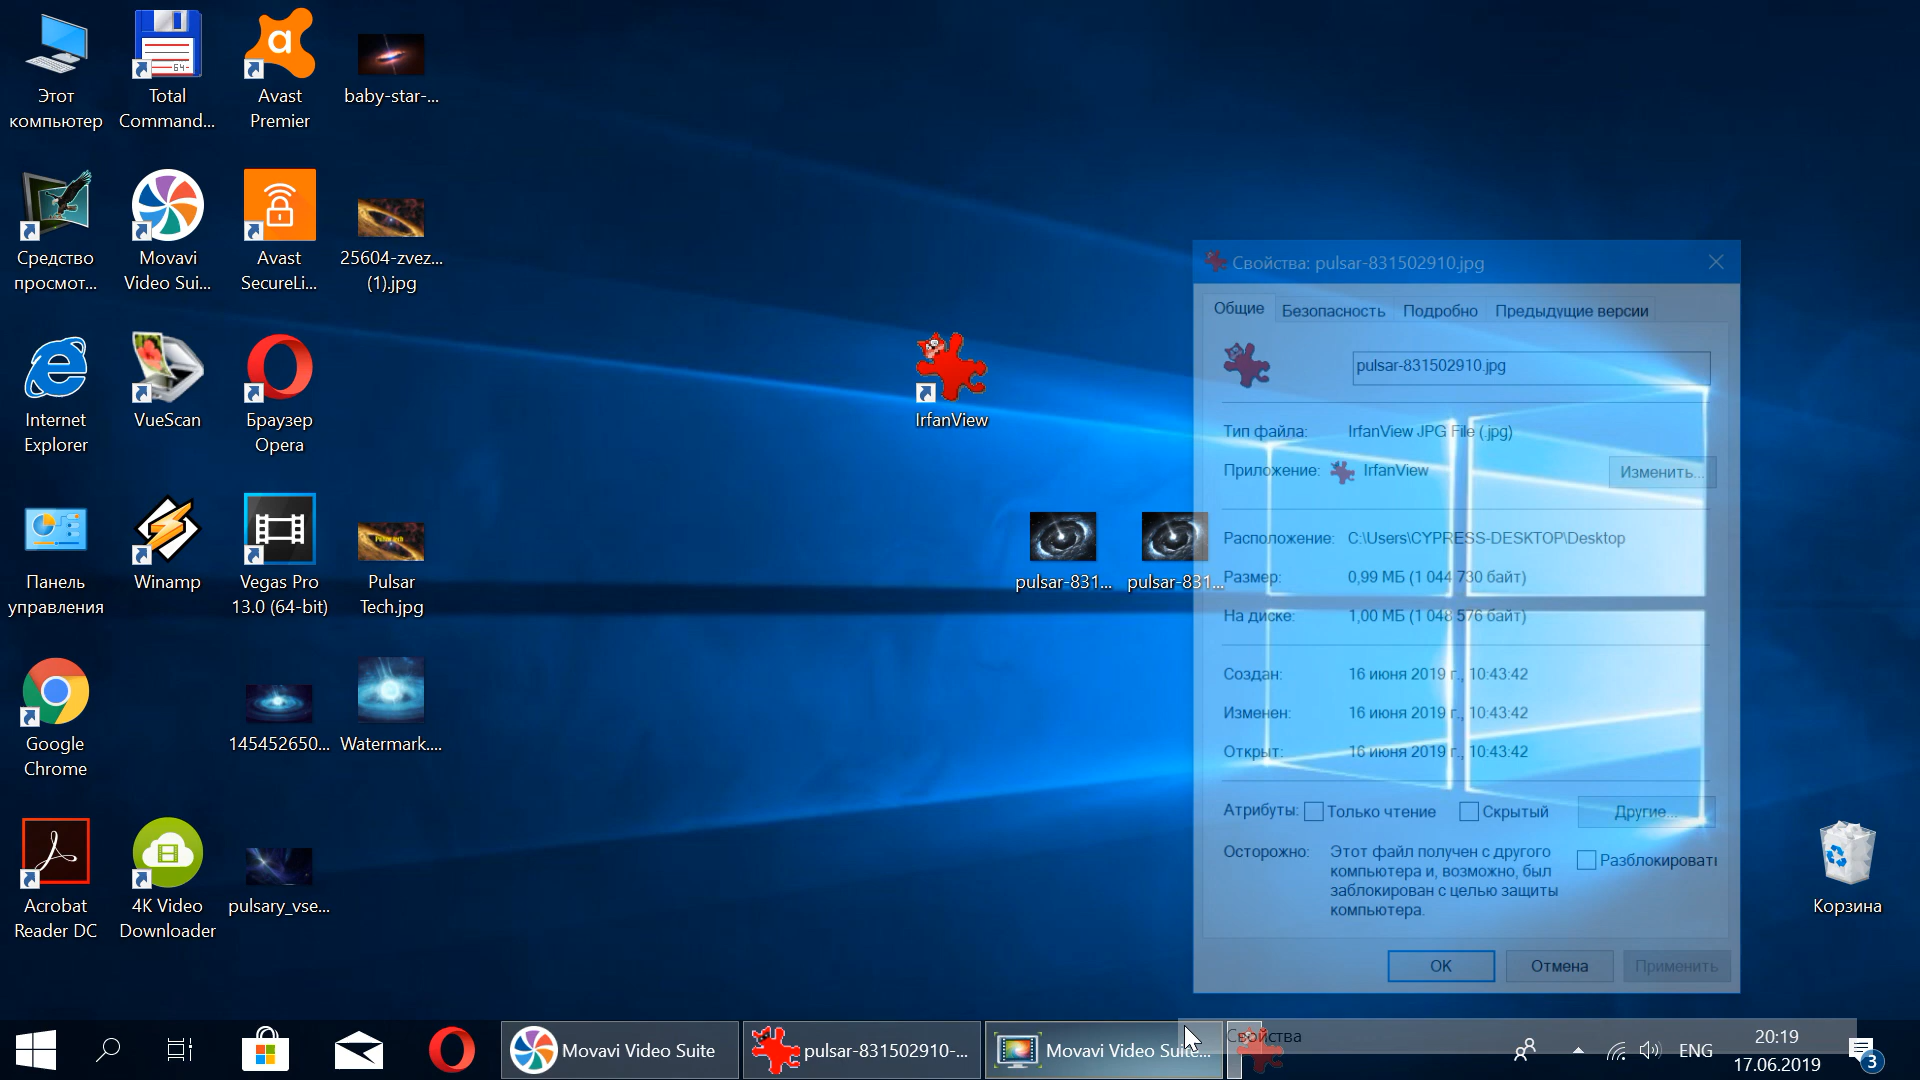 Этот
компьютер
Total
Command...
64-
Avast
Premier
baby-star-...
Средство
просмот...
Movavi
Video Sui...
Avast
SecureLi...
25604-zvez...
(1).jpg
Internet
Explorer
VueScan
Браузер
Opera
IrfanView
Панель
управления
Winamp
Vegas Pro
13.0 (64-bit)
Pulsar
Tech.jpg
pulsar-831...
pulsar-831...
Google
Chrome
145452650...
Watermark....
Acrobat
Reader DC
4K Video
Downloader
pulsary_vse...
Корзина
Свойства: pulsar-831502910.jpg
Общие
Безопасность
Подробно
Предыдущие версии
pulsar-831502910.jpg
Тип файла:
IrfanView JPG File (.jpg)
Приложение:
IrfanView
Изменить...
Расположение:
C:\Users\CYPRESS-DESKTOP\Desktop
Размер:
0,99 МБ (1 044 730 байт)
На диске:
1,00 МБ (1 048 576 байт)
Создан:
16 июня 2019 г., 10:43:42
Изменен:
16 июня 2019 г., 10:43:42
Открыт:
16 июня 2019 г., 10:43:42
Атрибуты:
Только чтение
Скрытый
Другие...
Осторожно:
Этот файл получен с другого
компьютера и, возможно, был
заблокирован с целью защиты
компьютера.
Разблокировать
OK
Отмена
Применить
Movavi Video Suite
pulsar-831502910-...
Movavi Video Suite...
Свойства
ENG
20:19
17.06.2019
3